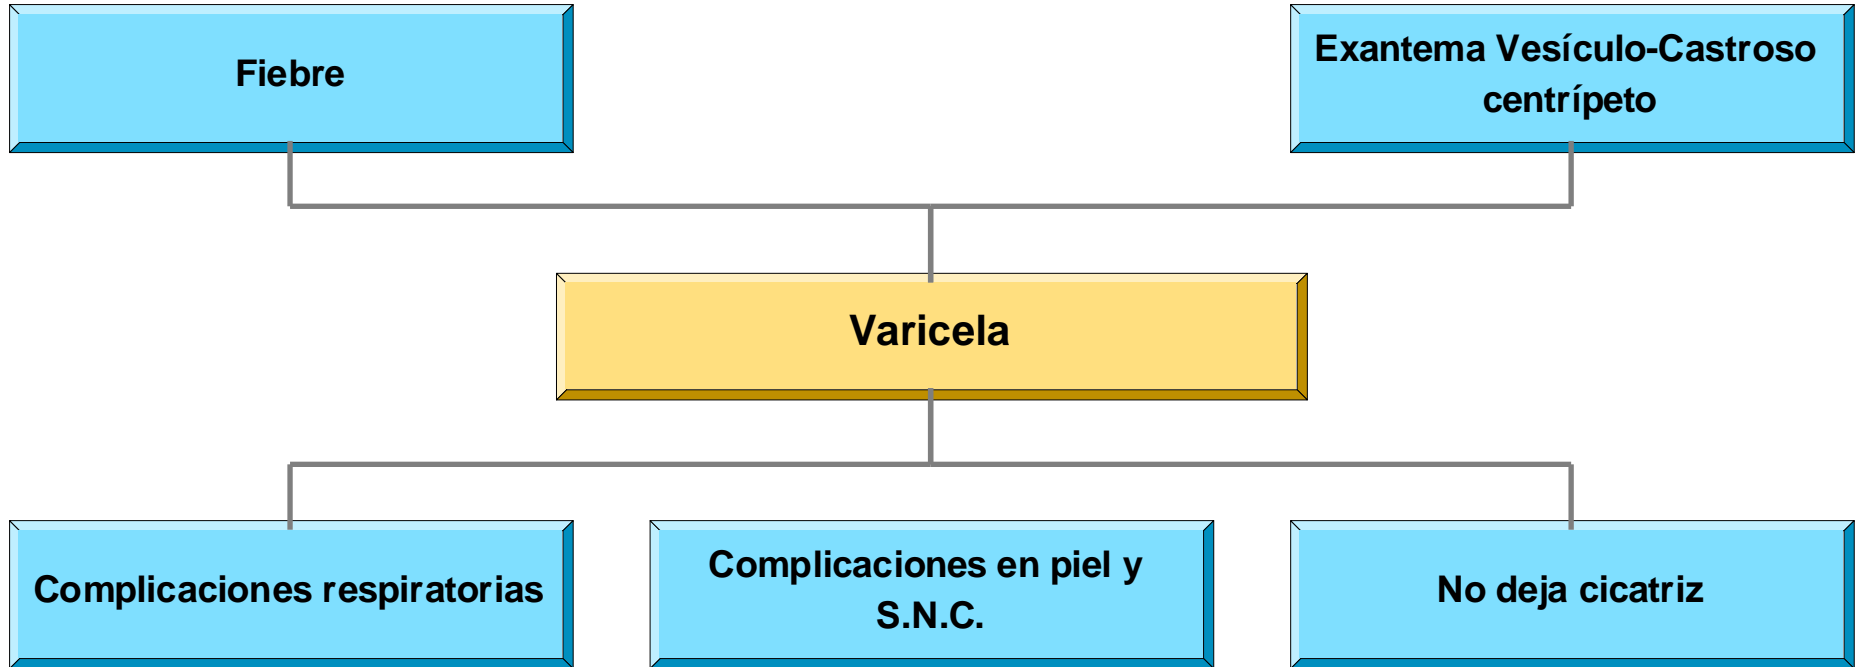 Fiebre
Exantema Vesículo-Castroso
centrípeto
Varicela
Complicaciones respiratorias
Complicaciones en piel y
S.N.C.
No deja cicatriz